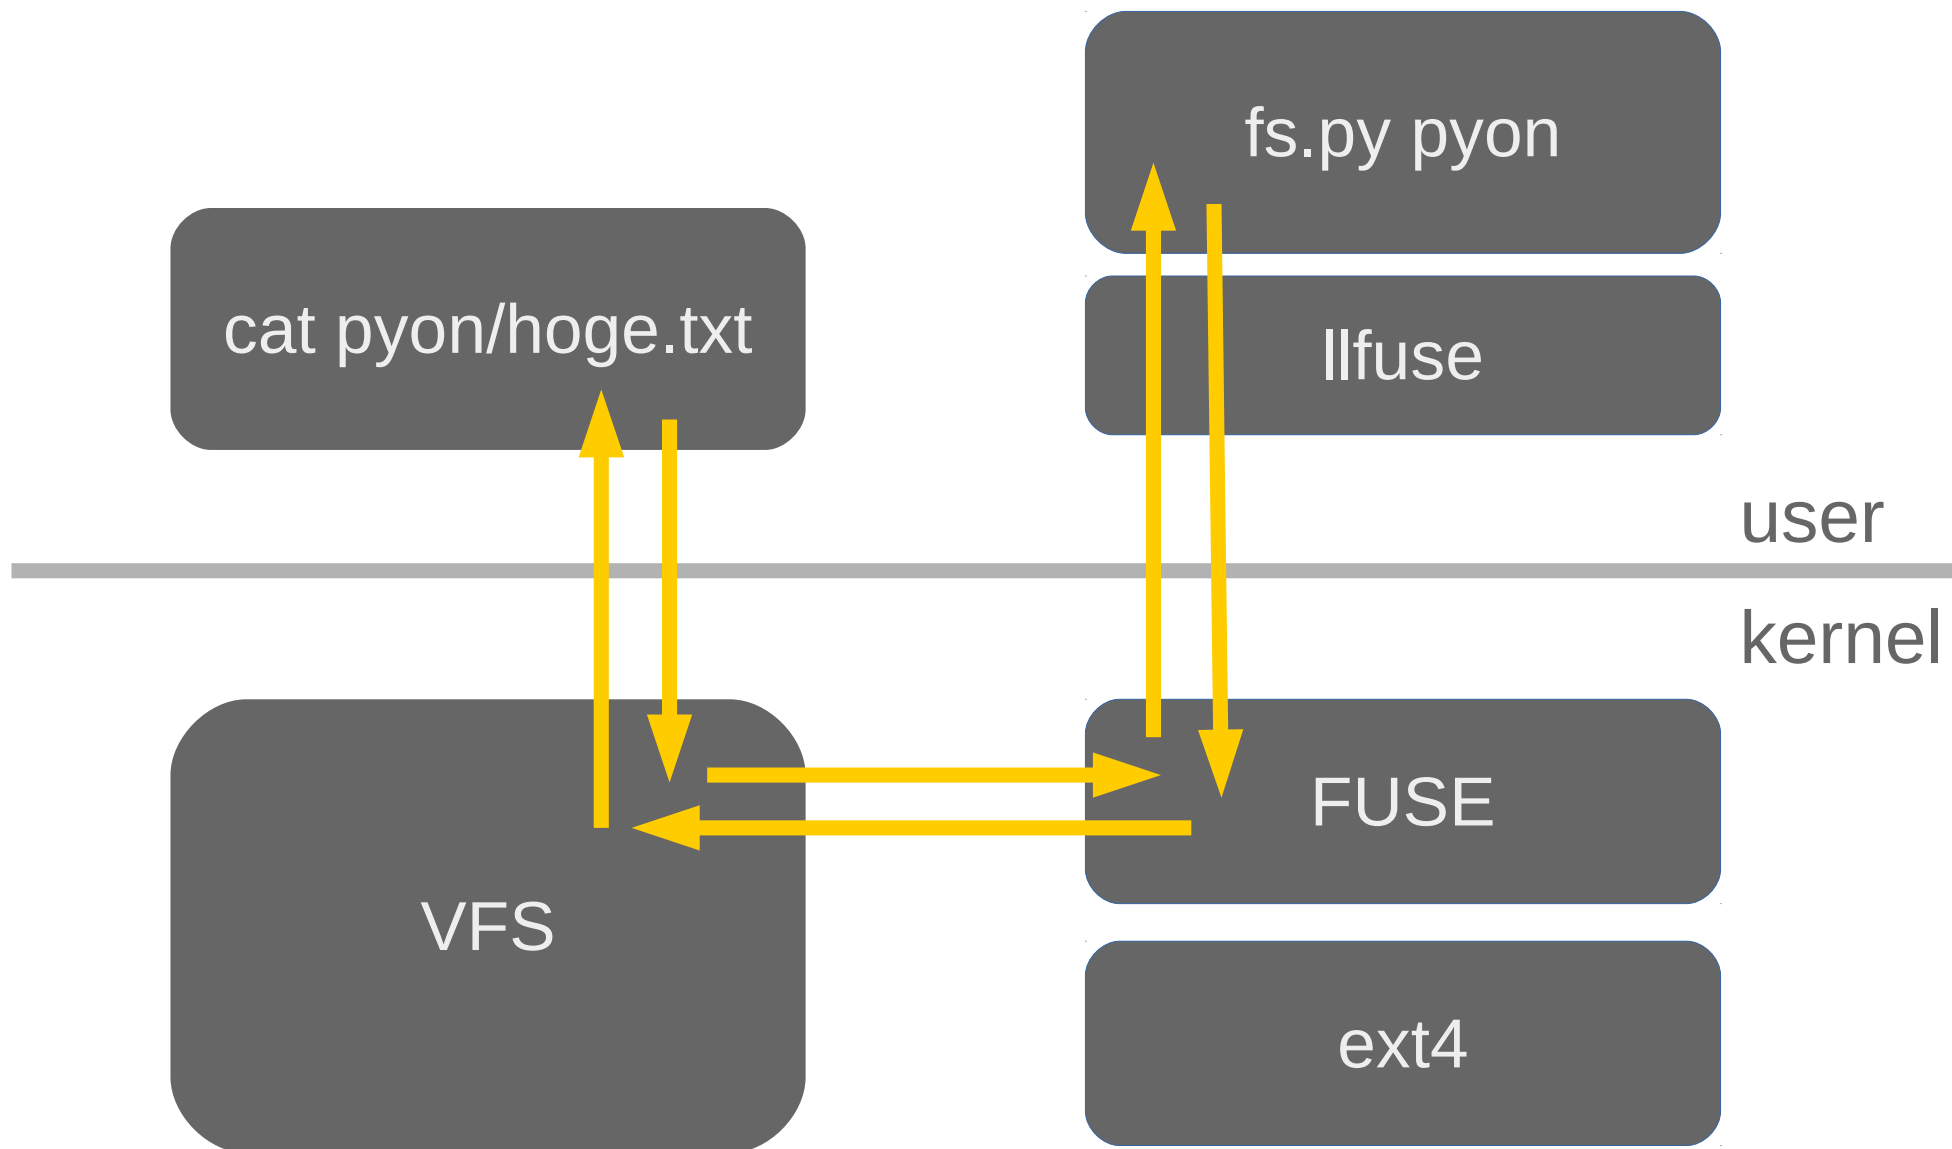 fs.py pyon
cat pyon/hoge.txt
llfuse
user
kernel
FUSE
VFS
ext4